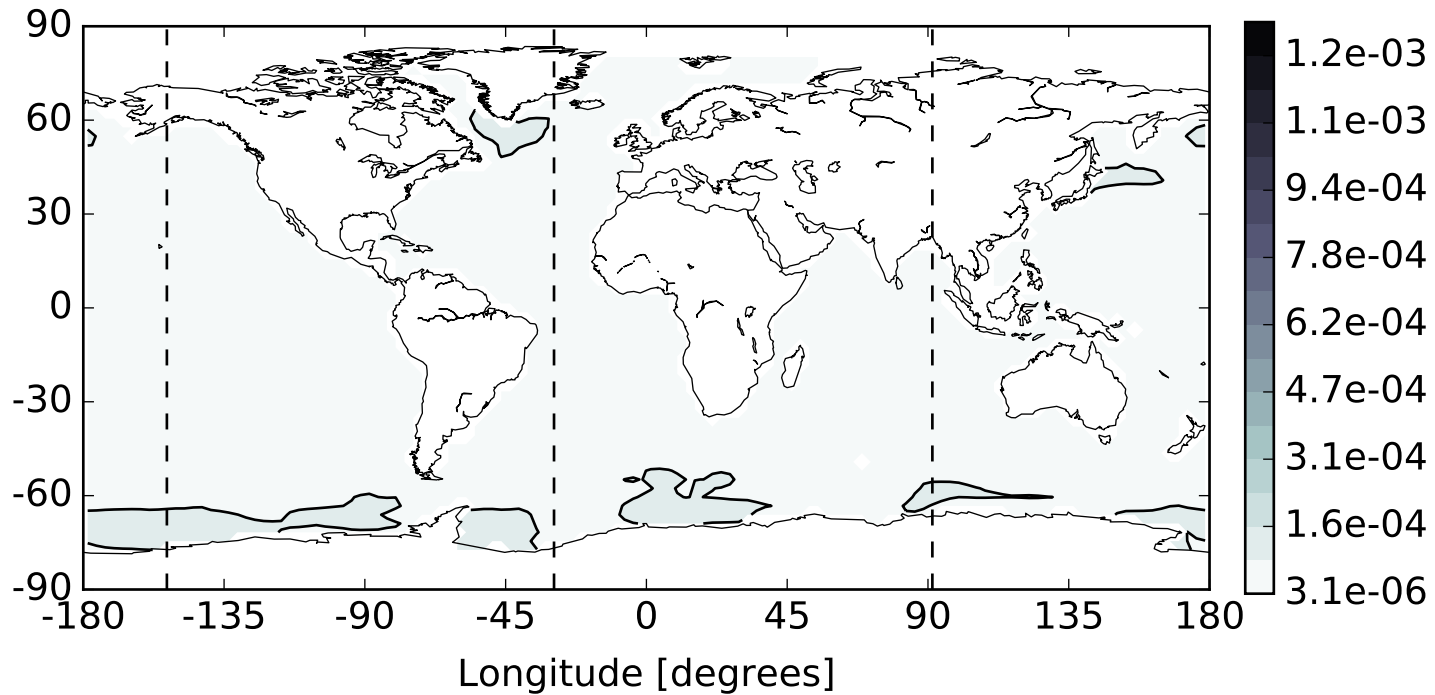 90
60
30
0
-30
-60
-90
-180 -135 -90 -45 0 45 90 135 180
Longitude [degrees]
1.2e-03
1.1e-03
9.4e-04
7.8e-04
6.2e-04
4.7e-04
3.1e-04
1.6e-04
3.1e-06